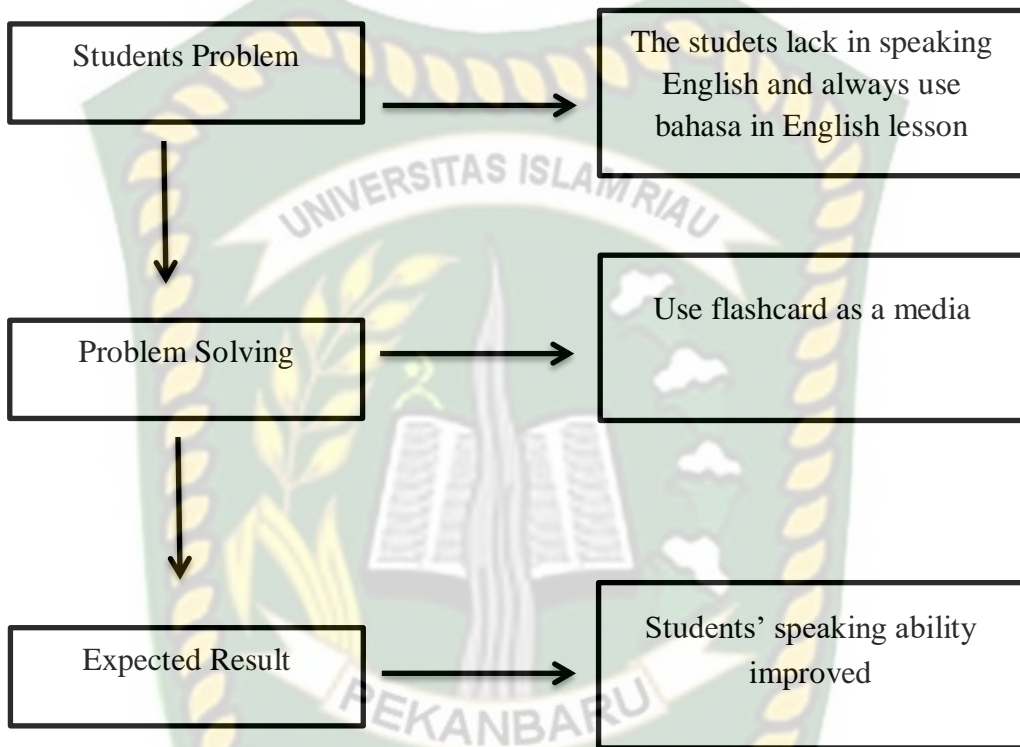 Students Problem
The studets lack in speaking
English and always use
bahasa in English lesson
UNIVERSITAS ISLAM RIAU
Problem Solving
Use flashcard as a media
Expected Result
Students’ speaking ability
improved
PEKANBARU